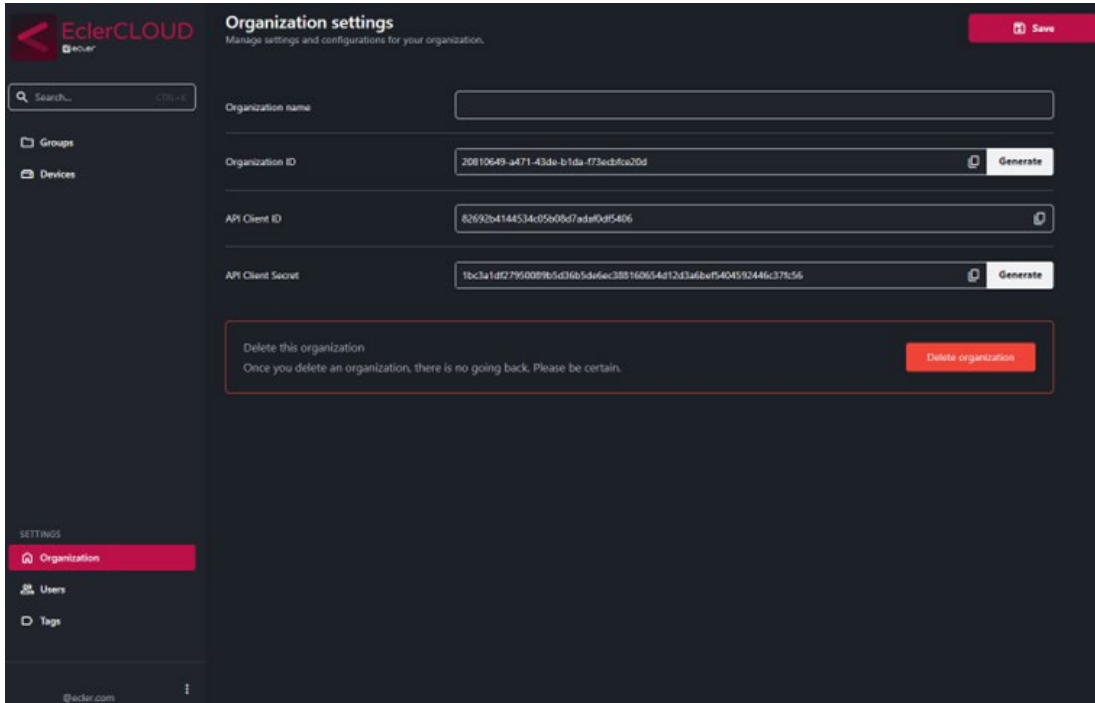 EclerCLOUD
ecler
Search...
CTRL+K
Groups
Devices
SETTINGS
Organization
Users
Tags
@ecler.com
Organization settings
Manage settings and configurations for your organization.
Save
Organization name
Organization ID
20810649-a471-43de-b1da-f73ecbfce20d
Generate
API Client ID
82692b4144534c05b08d7adaf0df5406
API Client Secret
1bc3a1df27950089b5d36b5de6ec388160654d12d3a6bef5404592446c37fc56
Generate
Delete this organization
Once you delete an organization, there is no going back. Please be certain.
Delete organization